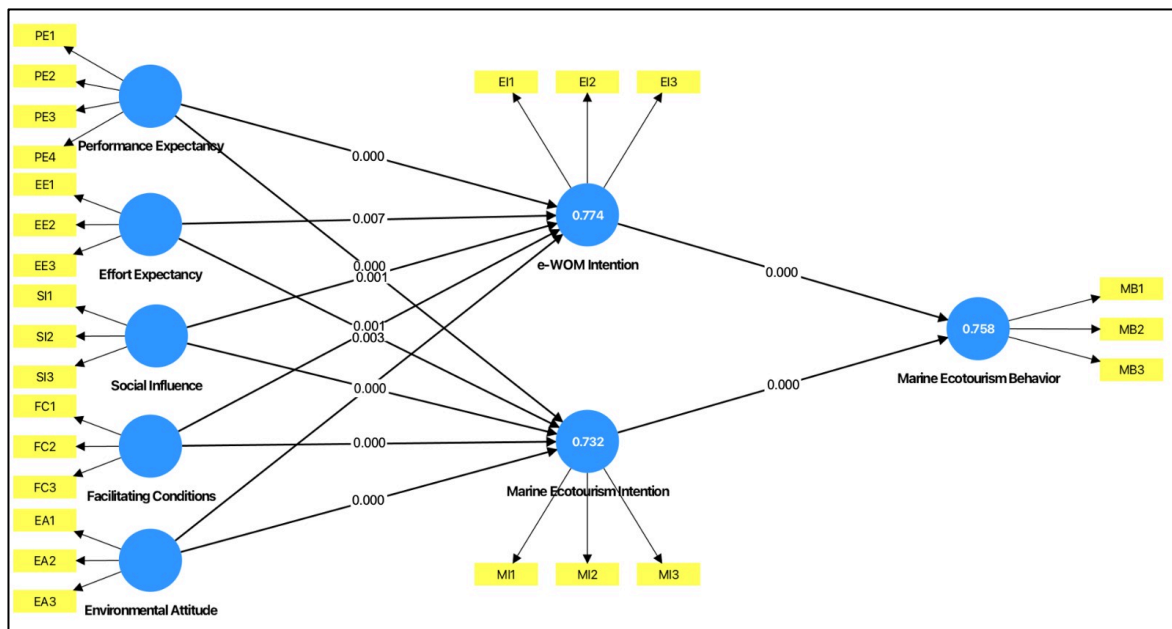 PE1
PE2
PE3
PE4
Performance Expectancy
EE1
EE2
EE3
Effort Expectancy
SI1
SI2
SI3
Social Influence
FC1
FC2
FC3
Facilitating Conditions
EA1
EA2
EA3
Environmental Attitude
0.000
0.007
0.000
0.001
0.001
0.003
0.000
0.000
0.000
EI1
EI2
EI3
0.774
e-WOM Intention
0.732
Marine Ecotourism Intention
MI1
MI2
MI3
0.000
0.000
0.758
Marine Ecotourism Behavior
MB1
MB2
MB3